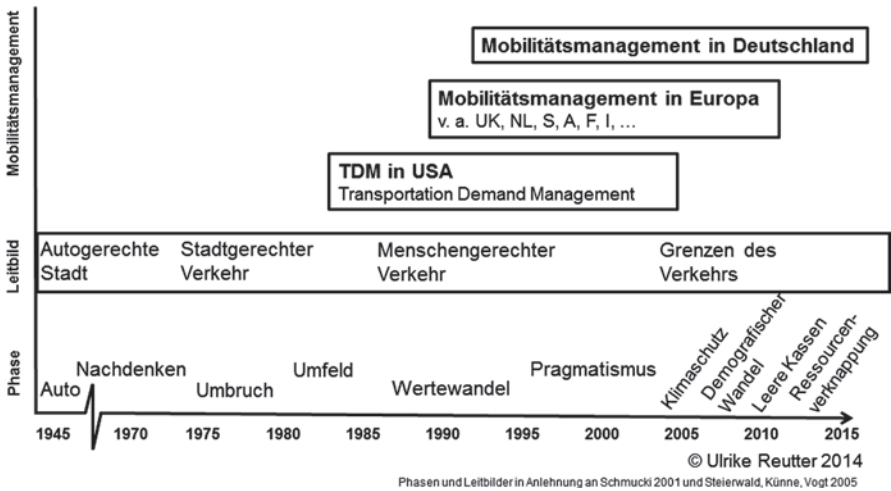 Mobilitätsmanagement
Mobilitätsmanagement in Deutschland
Mobilitätsmanagement in Europa
v. a. UK, NL, S, A, F, I, ...
TDM in USA
Transportation Demand Management
Leitbild
Autogerechte
Stadt
Stadtgerechter
Verkehr
Menschengerechter
Verkehr
Grenzen des
Verkehrs
Phase
Auto
Nachdenken
Umbruch
Umfeld
Wertewandel
Pragmatismus
Klimaschutz
Demografischer
Wandel
Leere Kassen
Ressourcen-
verknappung
1945 1970 1975 1980 1985 1990 1995 2000 2005 2010 2015
© Ulrike Reutter 2014
Phasen und Leitbilder in Anlehnung an Schmucki 2001 und Steierwald, Künne, Vogt 2005